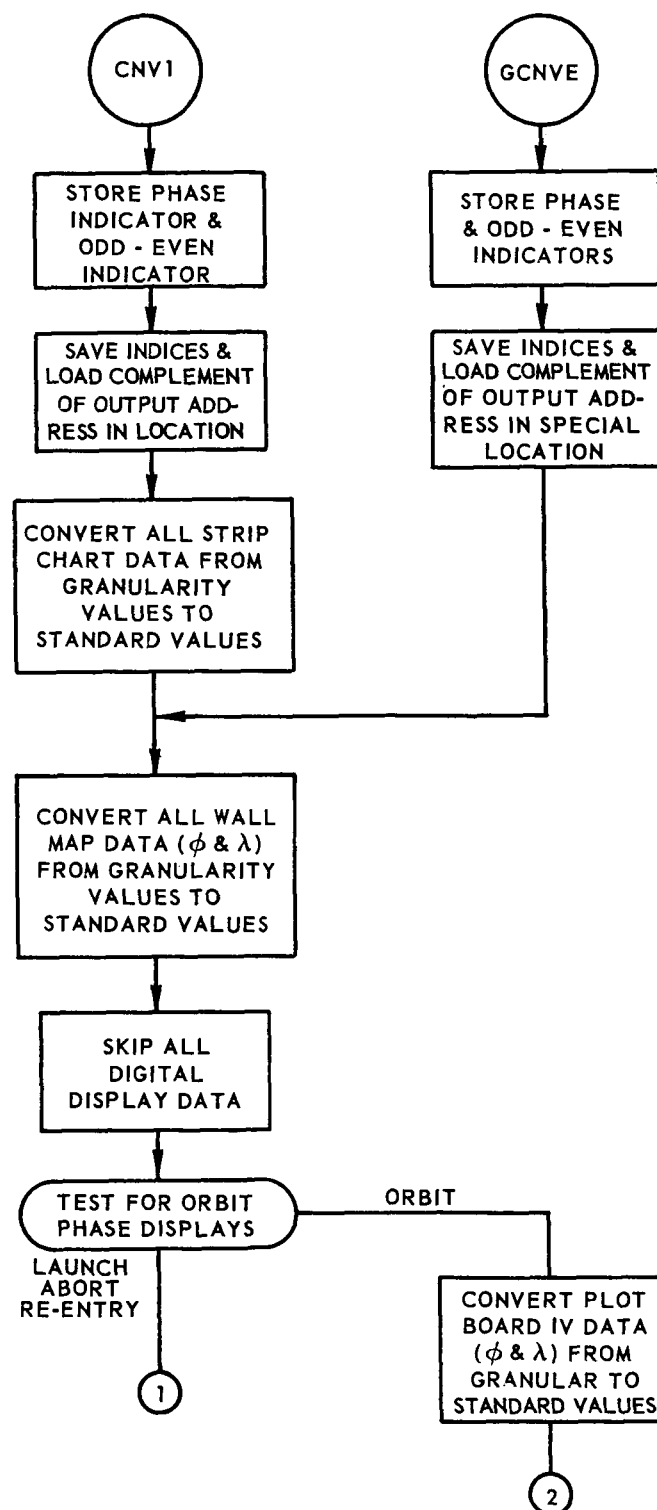 CNV1
GCNVE
STORE PHASE
INDICATOR &
ODD - EVEN
INDICATOR
STORE PHASE
& ODD - EVEN
INDICATORS
SAVE INDICES &
LOAD COMPLEMENT
OF OUTPUT ADD-
RESS IN LOCATION
SAVE INDICES &
LOAD COMPLEMENT
OF OUTPUT ADD-
RESS IN SPECIAL
LOCATION
CONVERT ALL STRIP
CHART DATA FROM
GRANULARITY
VALUES TO
STANDARD VALUES
CONVERT ALL WALL
MAP DATA (ϕ & λ)
FROM GRANULARITY
VALUES TO
STANDARD VALUES
SKIP ALL
DIGITAL
DISPLAY DATA
TEST FOR ORBIT
PHASE DISPLAYS
ORBIT
LAUNCH
ABORT
RE-ENTRY
CONVERT PLOT
BOARD IV DATA
(ϕ & λ) FROM
GRANULAR TO
STANDARD VALUES
1
2